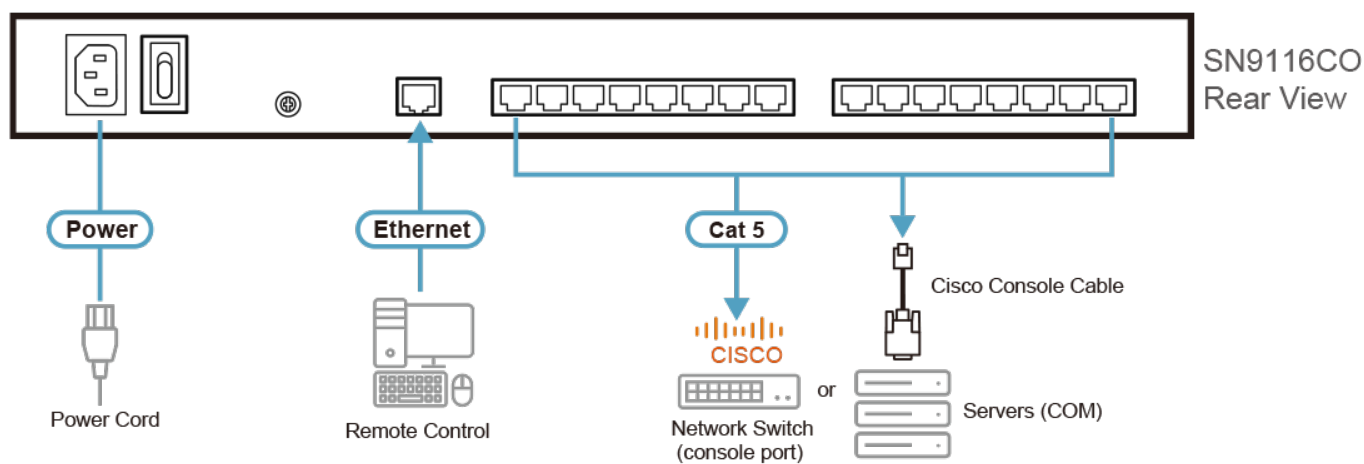 SN9116CO
Rear View
Power
Ethernet
Cat 5
Cisco Console Cable
CISCO
or
Servers (COM)
Power Cord
Remote Control
Network Switch
(console port)